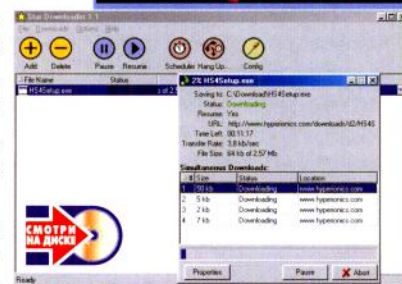 Star Downloader 1.1
File Downloads Options Help
Add Delete Pause Resume Scheduler Hang Up... Config
File Name Status
HS4Setup.exe
s of 2.5
2% HS4Setup.exe
Saving to: C:\Download\HS4Setup.exe
Status: Downloading
Resume: Yes
URL: http://www.hyperionics.com/downloads/d2/HS4S
Time Left: 00:11:17
Transfer Rate: 3,8 kb/sec
File Size: 64 kb of 2,57 Mb
Simultaneous Downloads:
# Size Status Location
1 50 kb Downloading www.hyperionics.com
2 5 kb Downloading www.hyperionics.com
3 2 kb Downloading www.hyperionics.com
4 7 kb Downloading www.hyperionics.com
Properties Pause Abort
СМОТРИ
НА ДИСКЕ
Ready